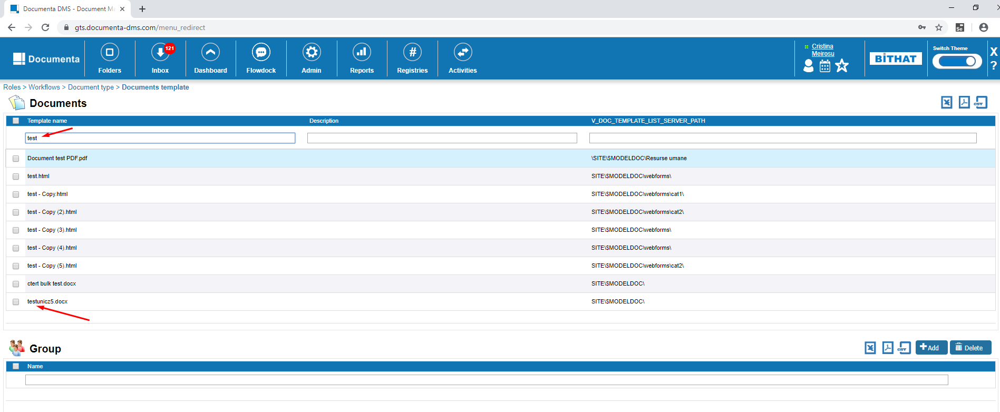 Documenta DMS - Document Ma
gts.documenta-dms.com/menu_redirect
Se
Documenta
Folders
121
Inbox
Dashboard
Flowdock
Admin
Reports
#
Registries
Activities
Cristina
Meirosu
BITHAT
Switch Theme
X
?
Roles > Workflows > Document type > Documents template
Documents
CSV
Template name Description V_DOC_TEMPLATE_LIST_SERVER_PATH
test
Document test PDF.pdf \SITE\$MODELDOC\Resurse umane
test.html SITE\$MODELDOC\webforms\
test - Copy.html SITE\$MODELDOC\webforms\cat1\
test - Copy (2).html SITE\$MODELDOC\webforms\cat2\
test - Copy (3).html SITE\$MODELDOC\webforms\
test - Copy (4).html SITE\$MODELDOC\webforms\
test - Copy (5).html SITE\$MODELDOC\webforms\cat2\
ctert bulk test.docx SITE\$MODELDOC\
testunicz5.docx SITE\$MODELDOC\
Group
CSV
Add
Delete
Name